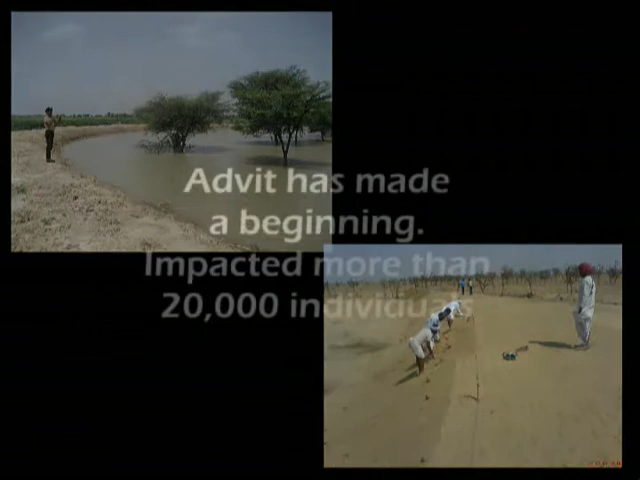 Advit has made
a beginning.
Impacted more than
20,000 individuals